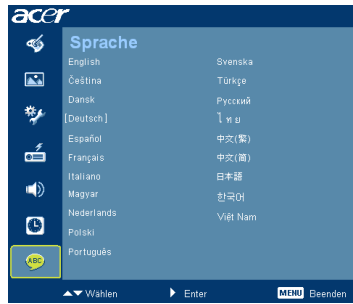 acer
Sprache
English
Čeština
Dansk
[Deutsch]
Español
Français
Italiano
Magyar
Nederlands
Polski
Português
Svenska
Türkçe
Русский
ไทย
中文(繁)
中文(简)
日本語
한국어
Việt Nam
ABC
Wählen
Enter
MENU Beenden